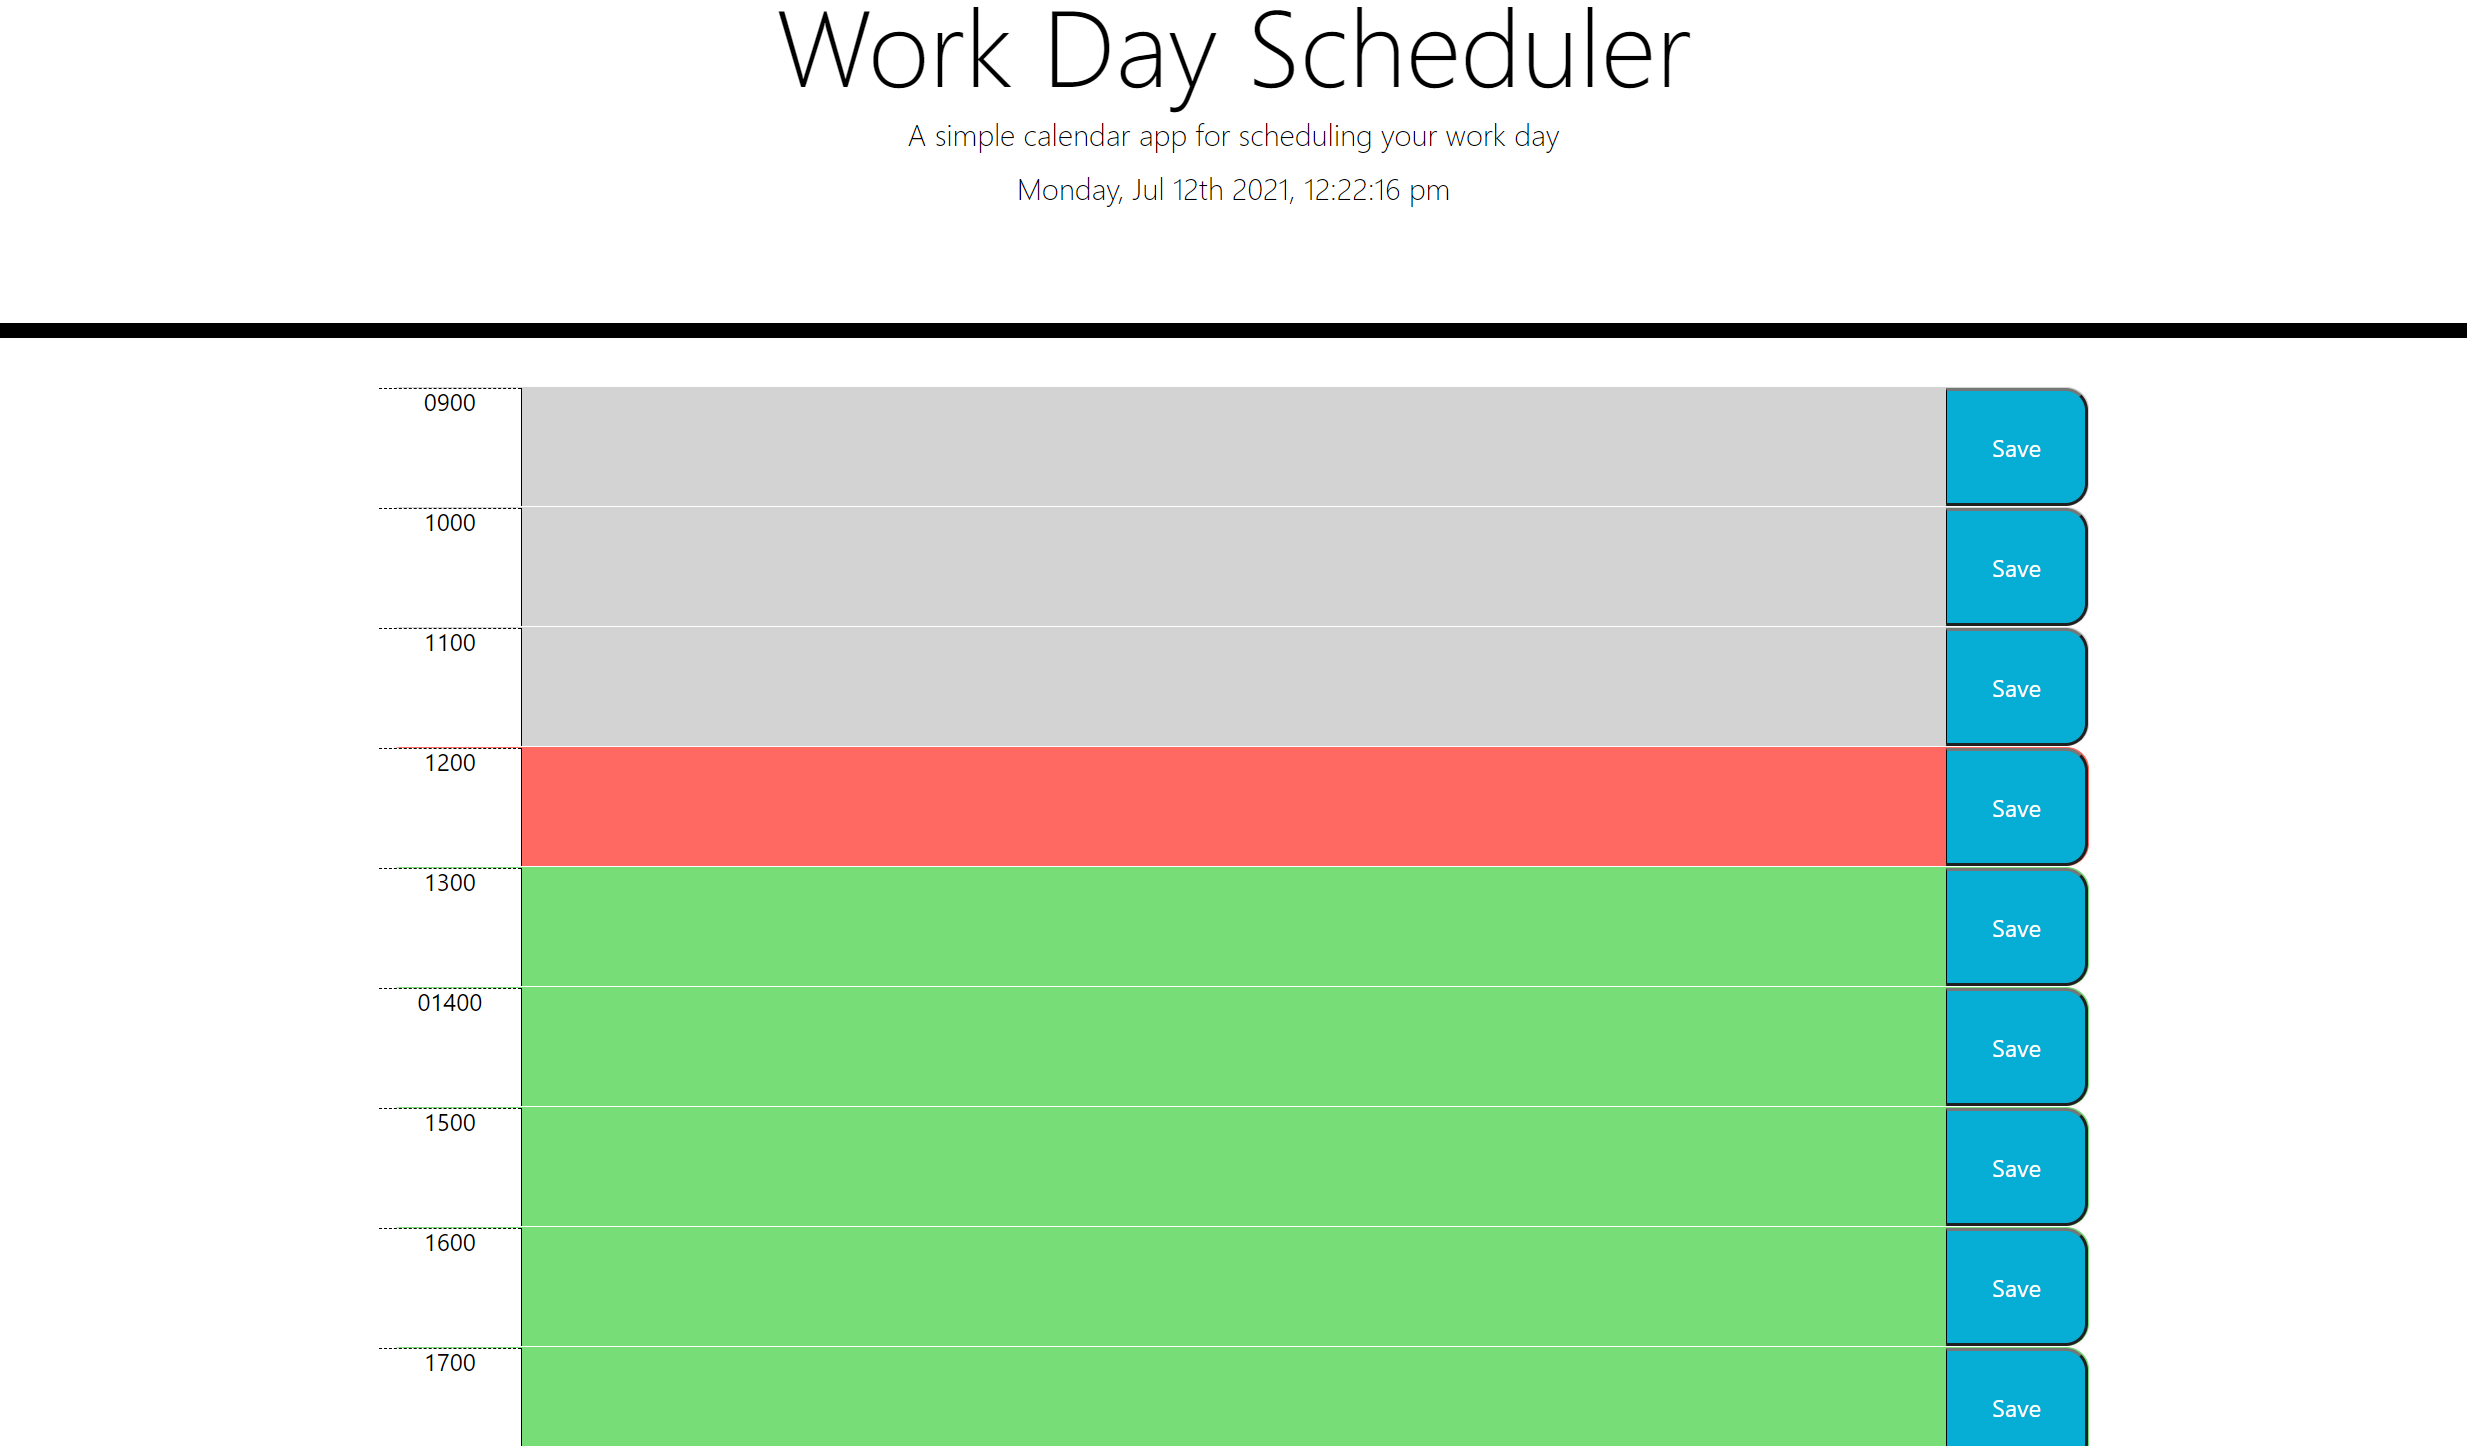 Work Day Scheduler
A simple calendar app for scheduling your work day
Monday, Jul 12th 2021, 12:22:16 pm
0900
Save
1000
Save
1100
Save
1200
Save
1300
Save
01400
Save
1500
Save
1600
Save
1700
Save